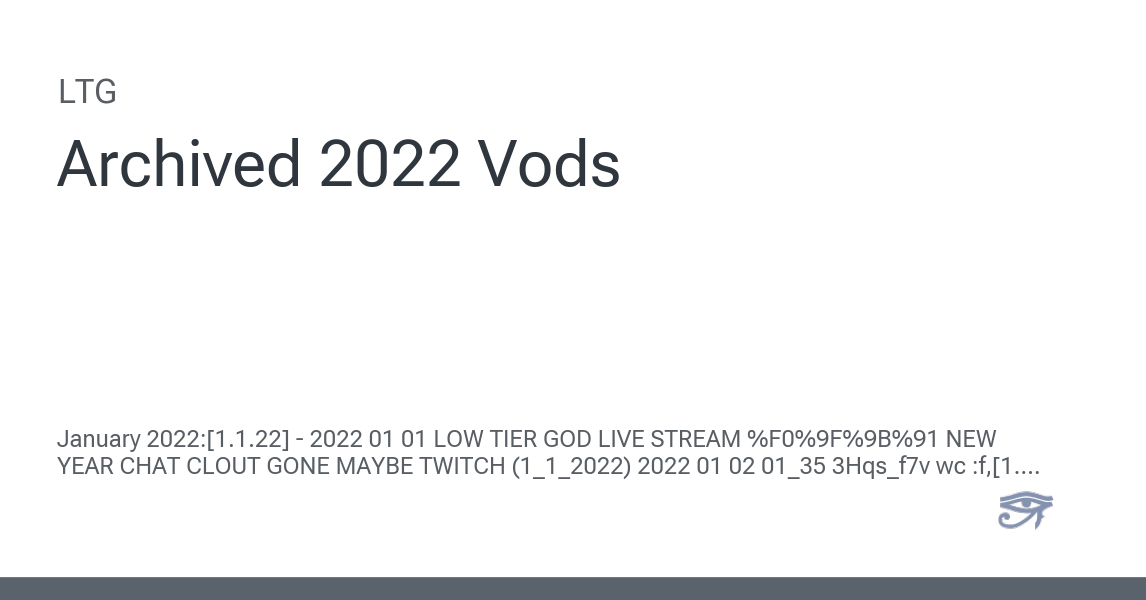 LTG
Archived 2022 Vods
January 2022:[1.1.22] - 2022 01 01 LOW TIER GOD LIVE STREAM %F0%9F%9B%91 NEW
YEAR CHAT CLOUT GONE MAYBE TWITCH (1_1_2022) 2022 01 02 01_35 3Hqs_f7v wc :f,[1....